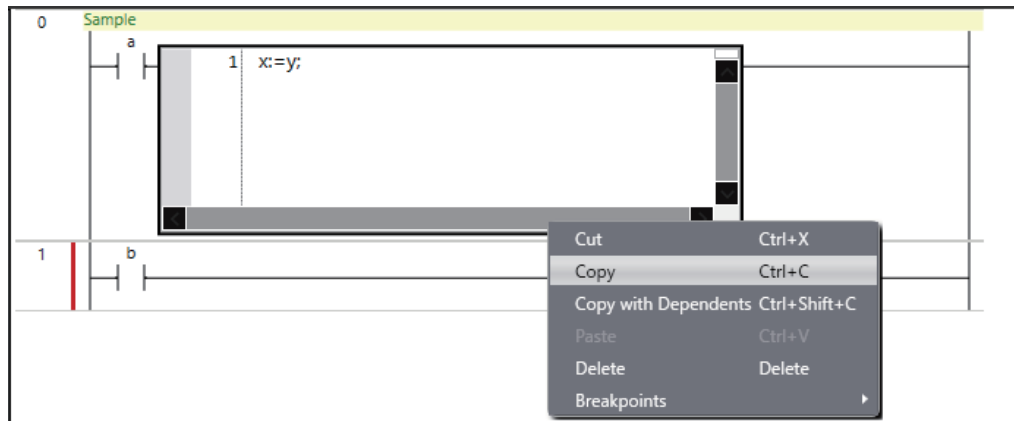 0 Sample
a
1 x:=y;
1 b
Cut Ctrl+X
Copy Ctrl+C
Copy with Dependents Ctrl+Shift+C
Paste Ctrl+V
Delete Delete
Breakpoints